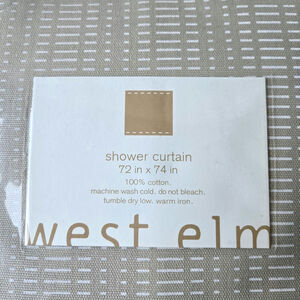 shower curtain
72 in x 74 in
100% cotton.
machine wash cold. do not bleach.
tumble dry low. warm iron.
west elm